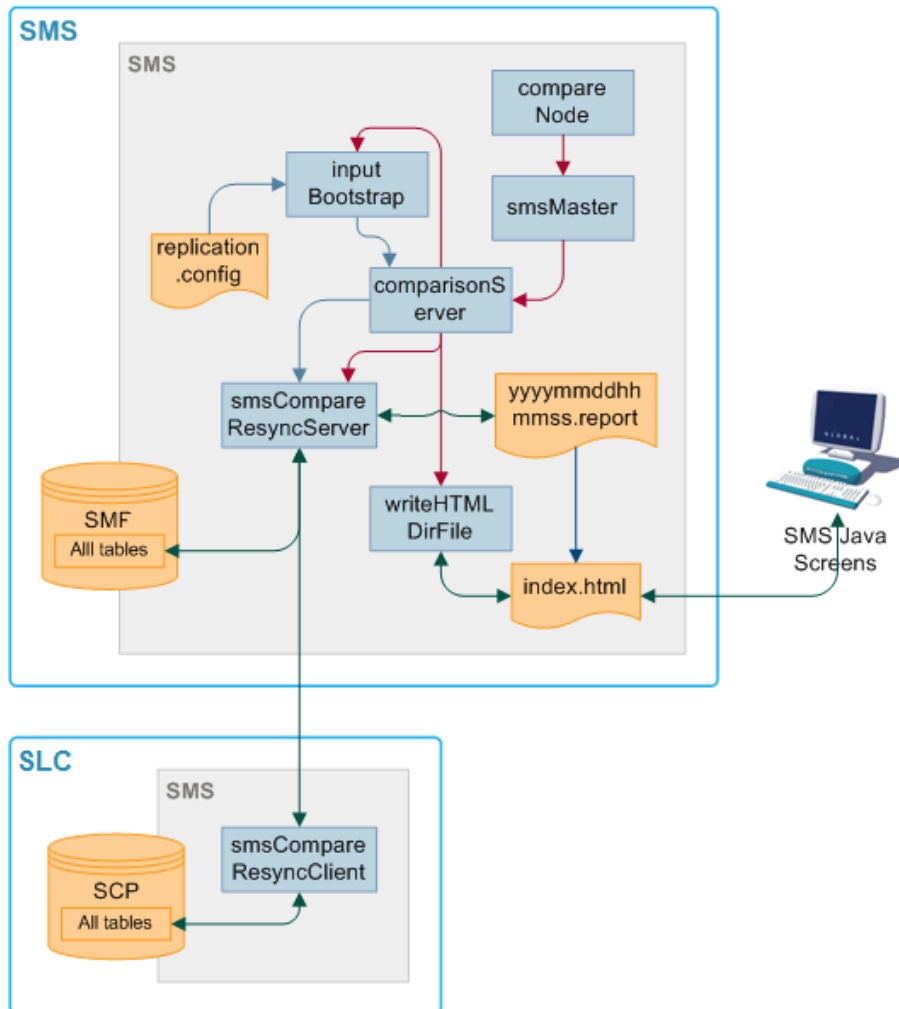 SMS
SMS
compare
Node
input
Bootstrap
smsMaster
replication
.config
comparisonS
erver
smsCompare
ResyncServer
yyyymmddhh
mmss.report
SMF
Alll tables
writeHTML
DirFile
index.html
GLOBAL
SMS Java
Screens
SLC
SMS
smsCompare
ResyncClient
SCP
All tables